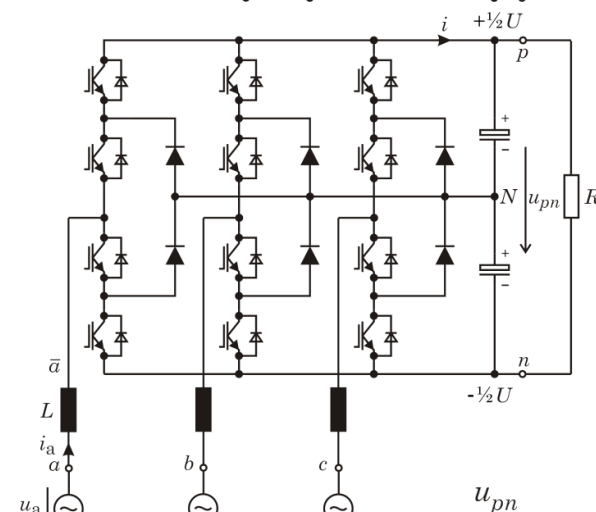 i
+½U
p
+
−
N
u_pn
R
+
−
n
-½U
ā
L
i_a
a
b
c
u_a
~
~
~
u_pn